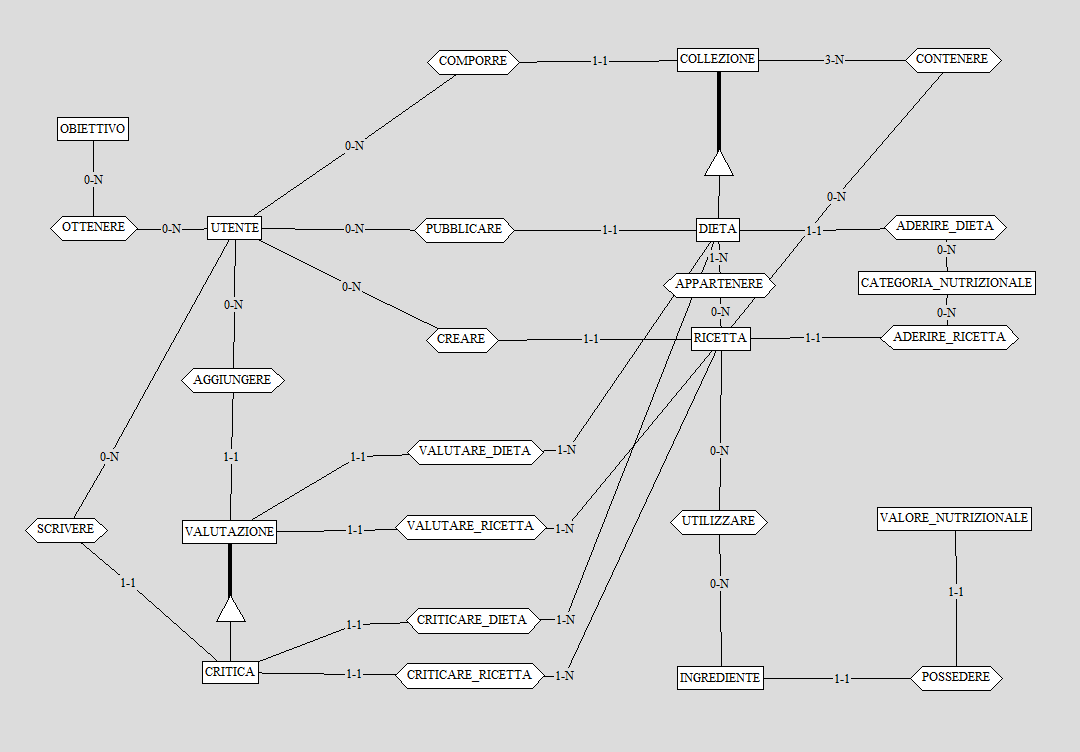 COMPORRE
1-1
COLLEZIONE
3-N
CONTENERE
OBIETTIVO
0-N
0-N
0-N
OTTENERE
0-N
UTENTE
0-N
PUBBLICARE
1-1
DIETA
1-1
ADERIRE_DIETA
1-N
0-N
APPARTENERE
CATEGORIA_NUTRIZIONALE
0-N
0-N
0-N
0-N
CREARE
1-1
RICETTA
1-1
ADERIRE_RICETTA
AGGIUNGERE
0-N
1-1
1-1
VALUTARE_DIETA
1-N
0-N
SCRIVERE
VALUTAZIONE
1-1
VALUTARE_RICETTA
1-N
UTILIZZARE
VALORE_NUTRIZIONALE
1-1
0-N
1-1
1-1
CRITICARE_DIETA
1-N
CRITICA
1-1
CRITICARE_RICETTA
1-N
INGREDIENTE
1-1
POSSEDERE